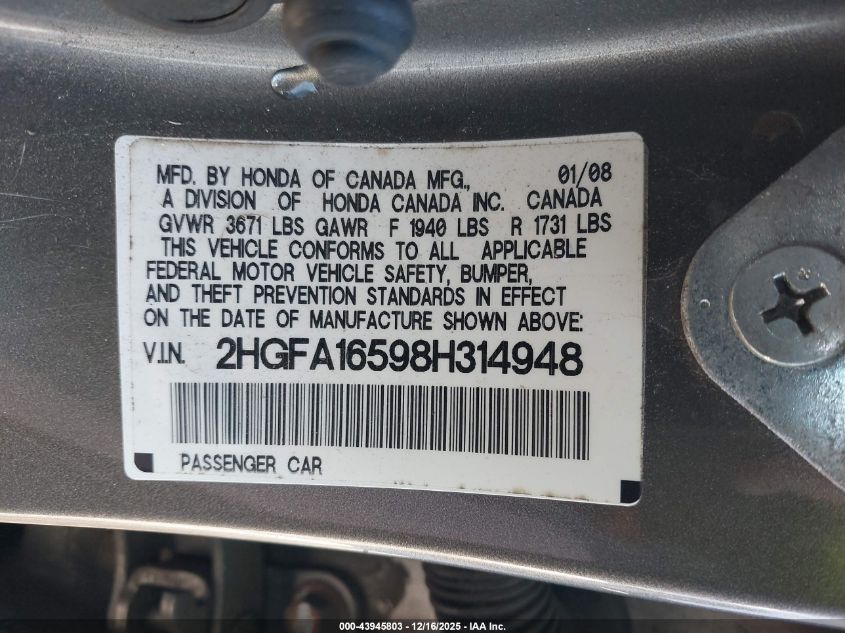 MFD. BY HONDA OF CANADA MFG., 01/08
A DIVISION OF HONDA CANADA INC. CANADA
GVWR 3671 LBS GAWR F 1940 LBS R 1731 LBS
THIS VEHICLE CONFORMS TO ALL APPLICABLE
FEDERAL MOTOR VEHICLE SAFETY, BUMPER,
AND THEFT PREVENTION STANDARDS IN EFFECT
ON THE DATE OF MANUFACTURE SHOWN ABOVE:
V.I.N. 2HGFA16598H314948
PASSENGER CAR
000-43945803 - 12/16/2025 - IAA Inc.